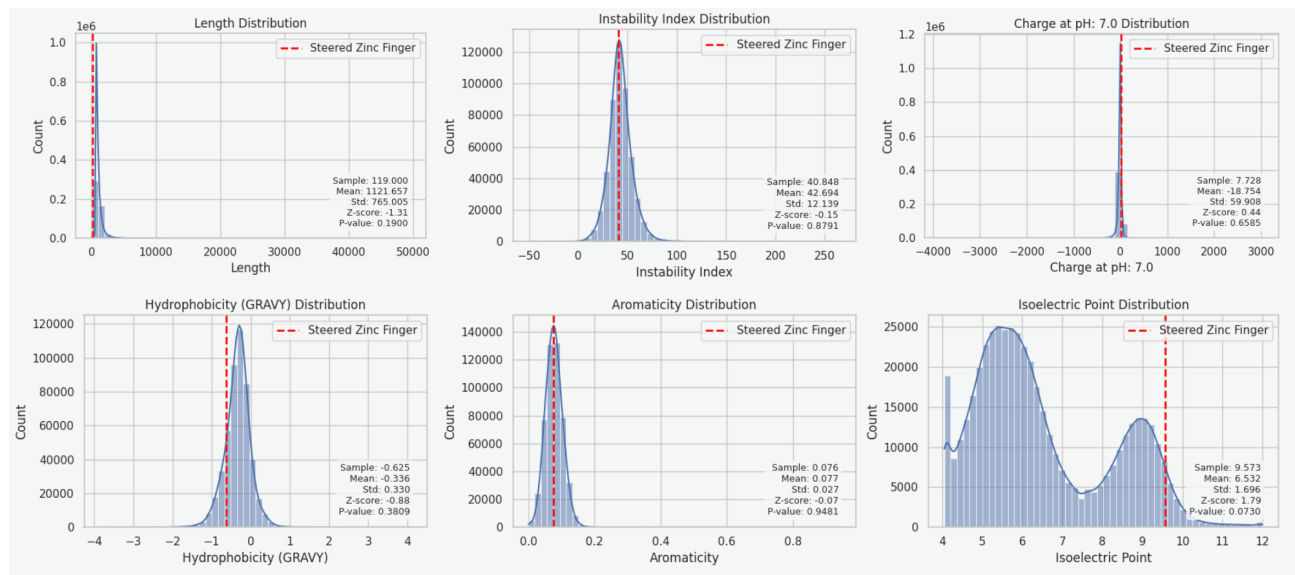 Length Distribution
1e6
Steered Zinc Finger
1.0
0.8
0.6
0.4
0.2
0.0
Count
Sample: 119.000
Mean: 1121.657
Std: 765.005
Z-score: -1.31
P-value: 0.1900
0 10000 20000 30000 40000 50000
Length
Instability Index Distribution
Steered Zinc Finger
120000
100000
80000
60000
40000
20000
0
Count
Sample: 40.848
Mean: 42.694
Std: 12.139
Z-score: -0.15
P-value: 0.8791
−50 0 50 100 150 200 250
Instability Index
Charge at pH: 7.0 Distribution
1e6
Steered Zinc Finger
1.2
1.0
0.8
0.6
0.4
0.2
0.0
Count
Sample: 7.728
Mean: -18.754
Std: 59.908
Z-score: 0.44
P-value: 0.6585
−4000 −3000 −2000 −1000 0 1000 2000 3000
Charge at pH: 7.0
Hydrophobicity (GRAVY) Distribution
Steered Zinc Finger
120000
100000
80000
60000
40000
20000
0
Count
Sample: -0.625
Mean: -0.336
Std: 0.330
Z-score: -0.88
P-value: 0.3809
−4 −3 −2 −1 0 1 2 3 4
Hydrophobicity (GRAVY)
Aromaticity Distribution
Steered Zinc Finger
140000
120000
100000
80000
60000
40000
20000
0
Count
Sample: 0.076
Mean: 0.077
Std: 0.027
Z-score: -0.07
P-value: 0.9481
0.0 0.2 0.4 0.6 0.8
Aromaticity
Isoelectric Point Distribution
Steered Zinc Finger
25000
20000
15000
10000
5000
0
Count
Sample: 9.573
Mean: 6.532
Std: 1.696
Z-score: 1.79
P-value: 0.0730
4 5 6 7 8 9 10 11 12
Isoelectric Point